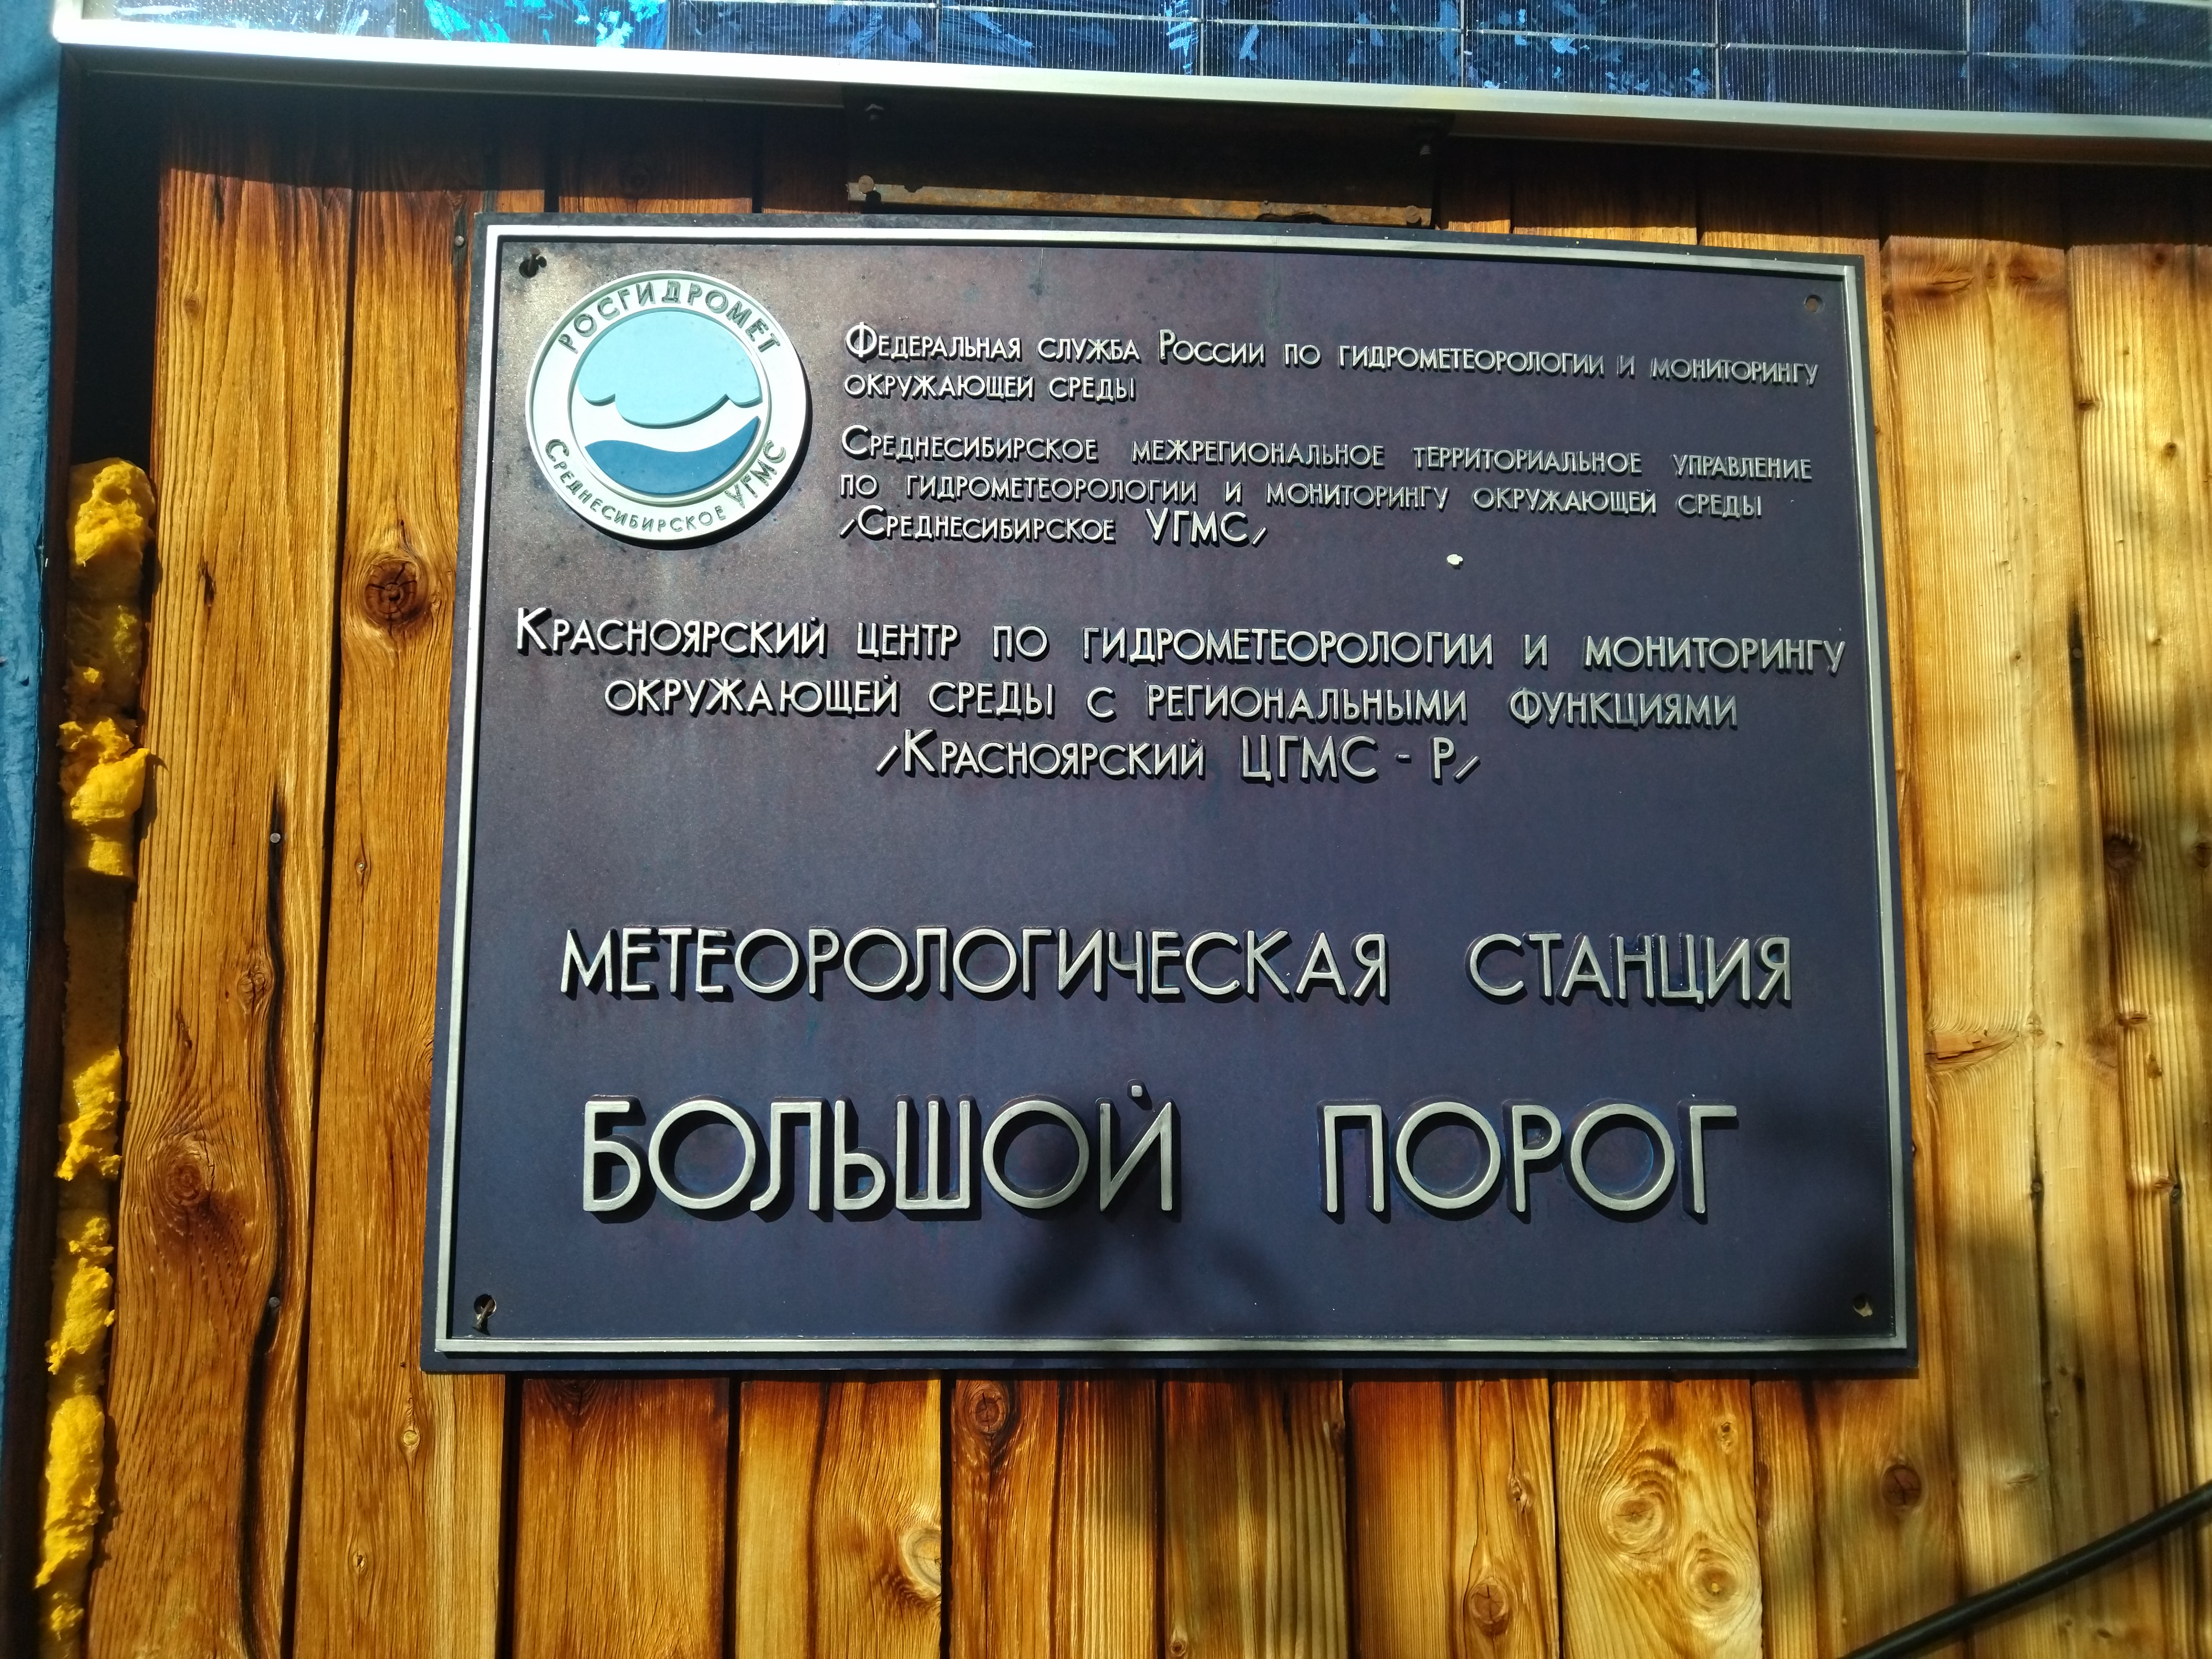 РОСГИДРОМЕТ
СРЕДНЕСИБИРСКОЕ УГМС
ФЕДЕРАЛЬНАЯ СЛУЖБА РОССИИ ПО ГИДРОМЕТЕОРОЛОГИИ И МОНИТОРИНГУ
ОКРУЖАЮЩЕЙ СРЕДЫ
СРЕДНЕСИБИРСКОЕ МЕЖРЕГИОНАЛЬНОЕ ТЕРРИТОРИАЛЬНОЕ УПРАВЛЕНИЕ
ПО ГИДРОМЕТЕОРОЛОГИИ И МОНИТОРИНГУ ОКРУЖАЮЩЕЙ СРЕДЫ
/СРЕДНЕСИБИРСКОЕ УГМС/
КРАСНОЯРСКИЙ ЦЕНТР ПО ГИДРОМЕТЕОРОЛОГИИ И МОНИТОРИНГУ
ОКРУЖАЮЩЕЙ СРЕДЫ С РЕГИОНАЛЬНЫМИ ФУНКЦИЯМИ
/КРАСНОЯРСКИЙ ЦГМС - Р/
МЕТЕОРОЛОГИЧЕСКАЯ СТАНЦИЯ
БОЛЬШОЙ ПОРОГ